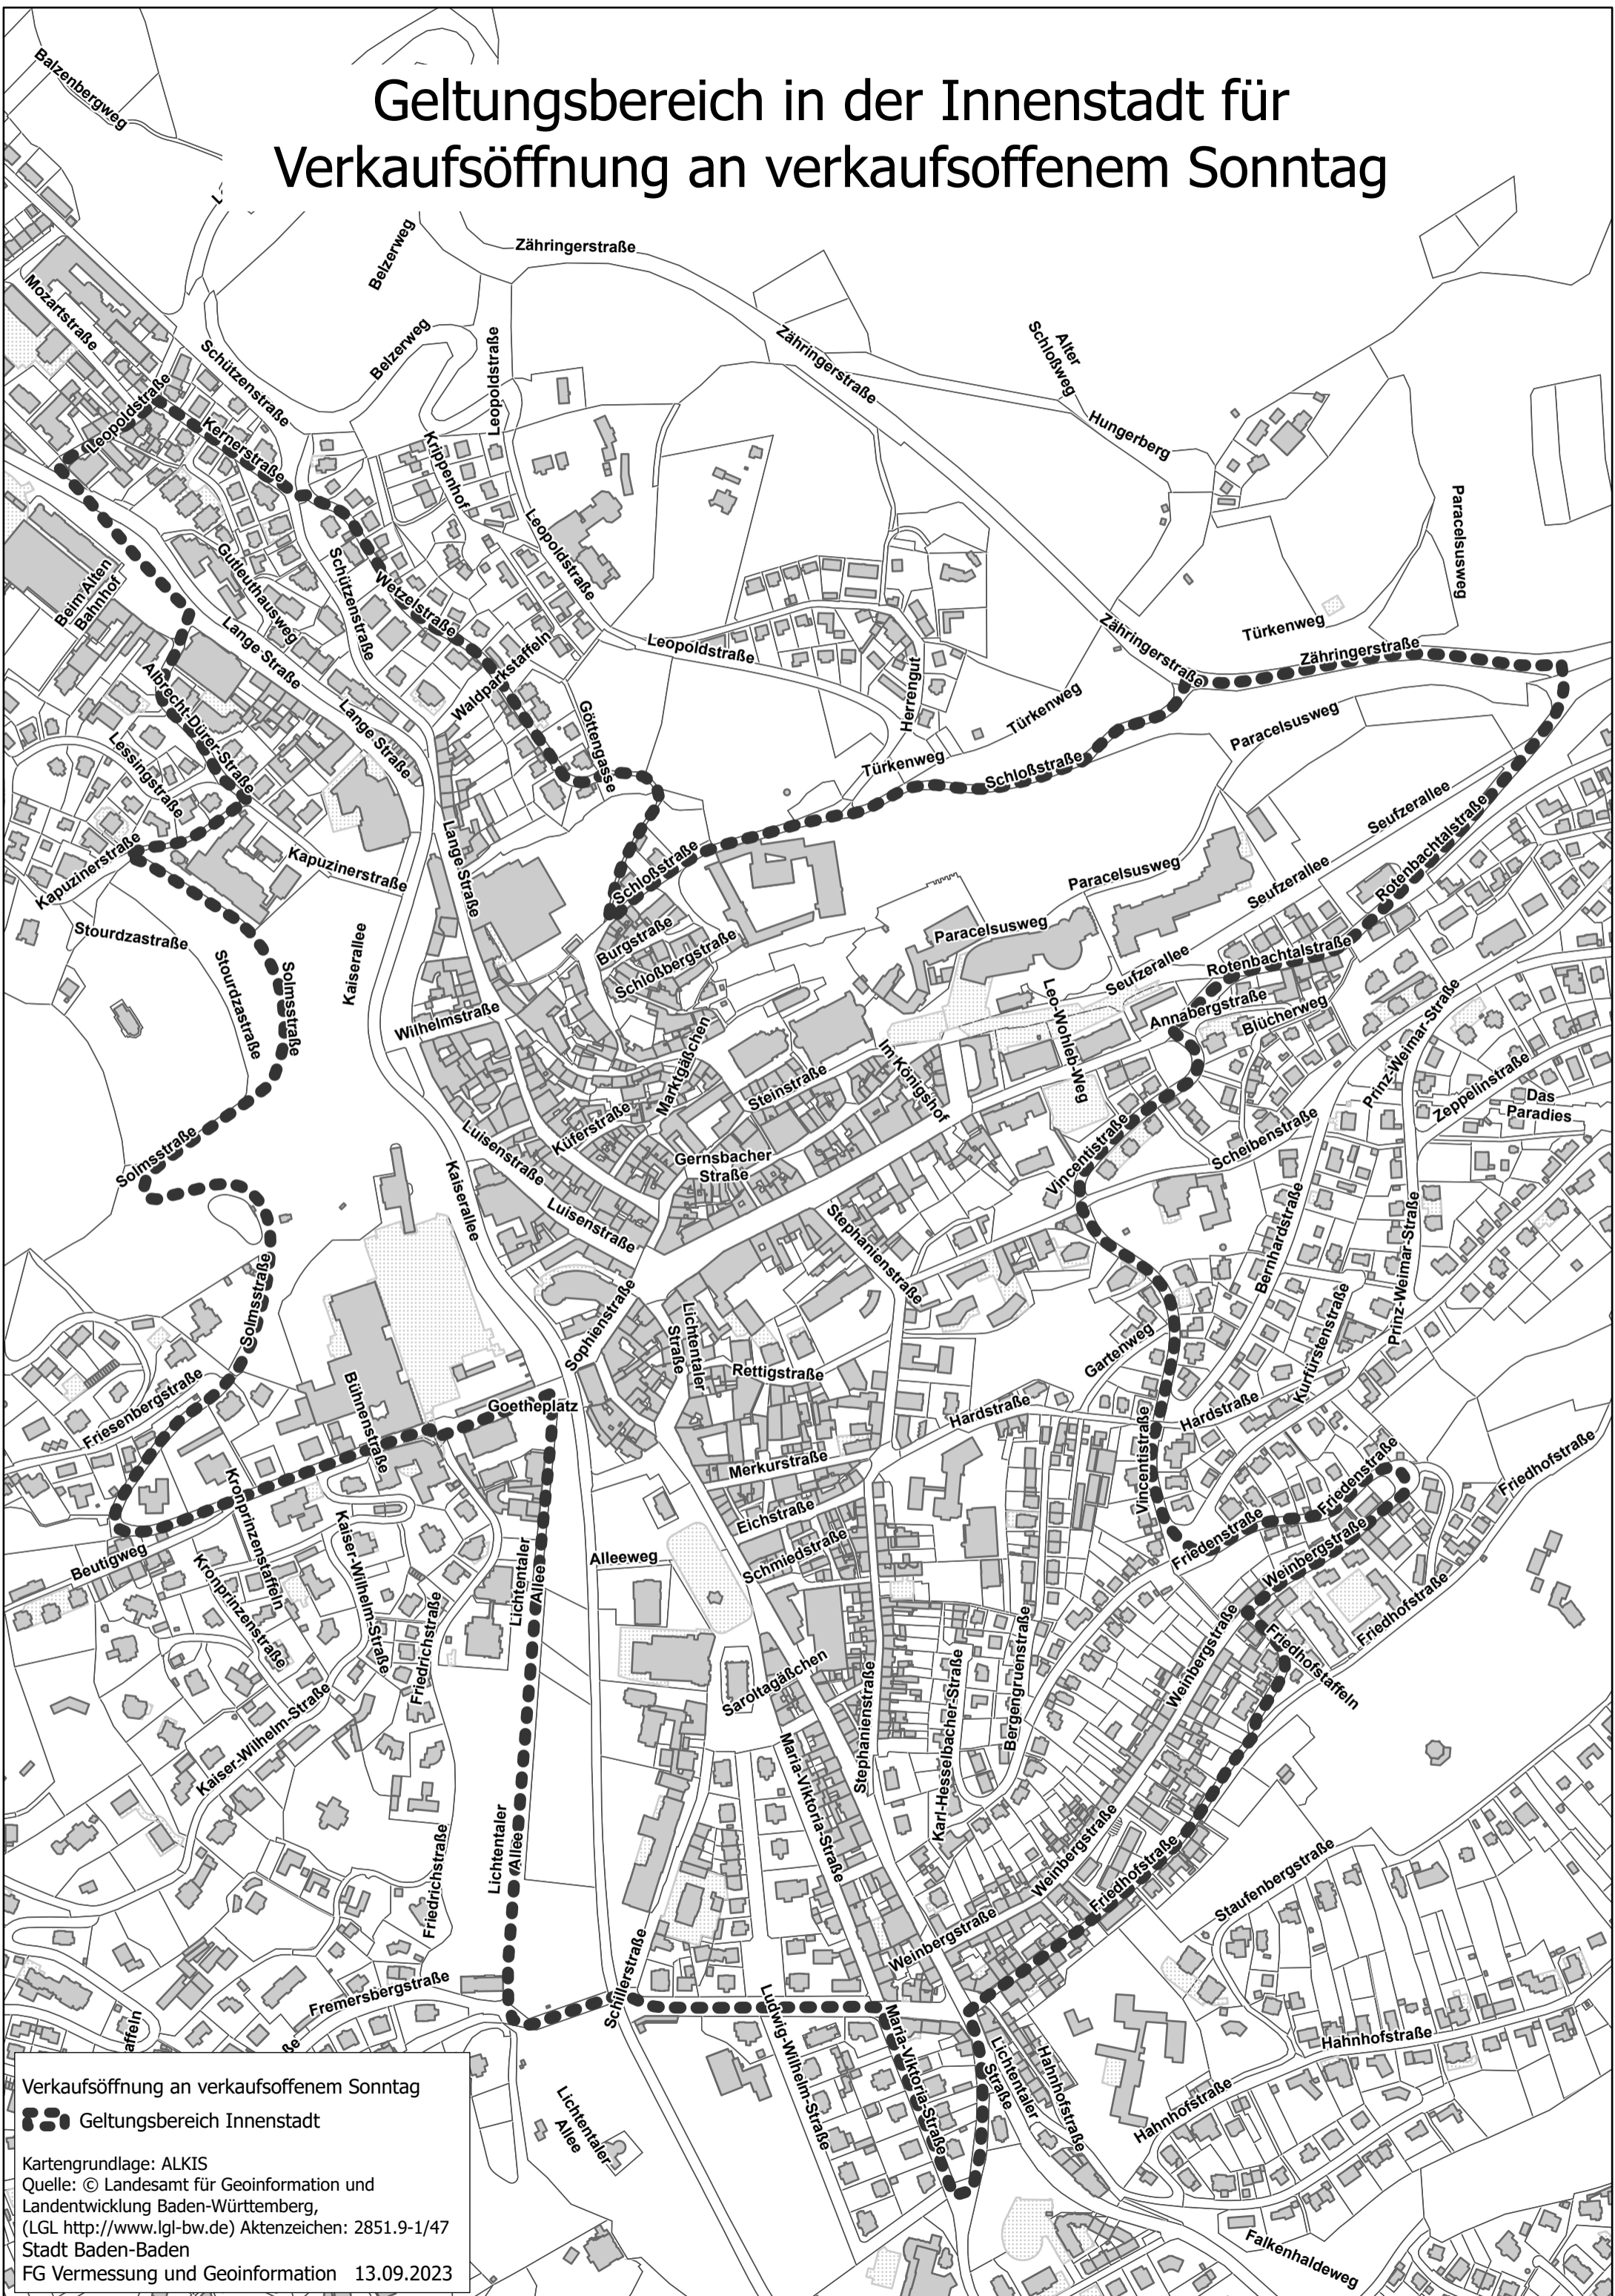 Geltungsbereich in der Innenstadt für
Verkaufsöffnung an verkaufsoffenem Sonntag
Balzenbergweg
Belzerweg
Zähringerstraße
Mozartstraße
Schützenstraße
Belzerweg
Leopoldstraße
Zähringerstraße
Alter
Schloßweg
Hungerberg
Leopoldstraße
Kernerstraße
Krippenhof
Leopoldstraße
Paracelsusweg
Beim Alten
Bahnhof
Gutleuthausweg
Schützenstraße
Wetzelstraße
Lange Straße
Waldparkstaffeln
Leopoldstraße
Herrengut
Türkenweg
Zähringerstraße
Türkenweg
Zähringerstraße
Albrecht-Dürer-Straße
Lange Straße
Göttengasse
Türkenweg
Schloßstraße
Paracelsusweg
Lessingstraße
Kapuzinerstraße
Kapuzinerstraße
Lange Straße
Schloßstraße
Paracelsusweg
Seufzerallee
Seufzerallee
Rotenbachtalstraße
Stourdzastraße
Stourdzastraße
Solmsstraße
Kaiserallee
Burgstraße
Schloßbergstraße
Paracelsusweg
Seufzerallee
Rotenbachtalstraße
Wilhelmstraße
Marktgäßchen
Steinstraße
Im Königshof
Leo-Wohleb-Weg
Annabergstraße
Blücherweg
Prinz-Weimar-Straße
Zeppelinstraße
Das
Paradies
Luisenstraße
Küferstraße
Gernsbacher
Straße
Vincentistraße
Scheibenstraße
Solmsstraße
Kaiserallee
Luisenstraße
Stephanienstraße
Bernhardstraße
Prinz-Weimar-Straße
Solmsstraße
Sophienstraße
Lichtentaler
Straße
Rettigstraße
Gartenweg
Kurfürstenstraße
Friesenbergstraße
Bühnenstraße
Goetheplatz
Hardstraße
Vincentistraße
Hardstraße
Merkurstraße
Eichstraße
Schmiedstraße
Friedenstraße
Friedenstraße
Friedhofstraße
Beutigweg
Kronprinzenstaffeln
Kronprinzenstraße
Kaiser-Wilhelm-Straße
Lichtentaler
Allee
Alleeweg
Weinbergstraße
Friedhofstraße
Friedrichstraße
Kaiser-Wilhelm-Straße
Saroltagäßchen
Stephanienstraße
Karl-Hesselbacher-Straße
Bergengruenstraße
Weinbergstraße
Friedhofstaffeln
Maria-Viktoria-Straße
Lichtentaler
Allee
Friedrichstraße
Weinbergstraße
Friedhofstraße
Staufenbergstraße
Weinbergstraße
Fremersbergstraße
Schillerstraße
Ludwig-Wilhelm-Straße
Maria-Viktoria-Straße
Lichtentaler
Straße
Hahnhofstraße
Hahnhofstraße
Hahnhofstraße
Lichtentaler
Allee
Falkenhaldeweg
affeln
aße
Verkaufsöffnung an verkaufsoffenem Sonntag
Geltungsbereich Innenstadt
Kartengrundlage: ALKIS
Quelle: © Landesamt für Geoinformation und
Landentwicklung Baden-Württemberg,
(LGL http://www.lgl-bw.de) Aktenzeichen: 2851.9-1/47
Stadt Baden-Baden
FG Vermessung und Geoinformation 13.09.2023